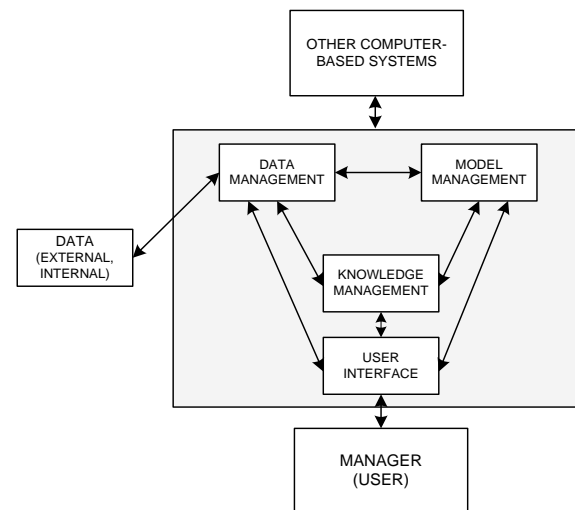 OTHER COMPUTER-
BASED SYSTEMS
DATA
MANAGEMENT
MODEL
MANAGEMENT
DATA
(EXTERNAL,
INTERNAL)
KNOWLEDGE
MANAGEMENT
USER
INTERFACE
MANAGER
(USER)